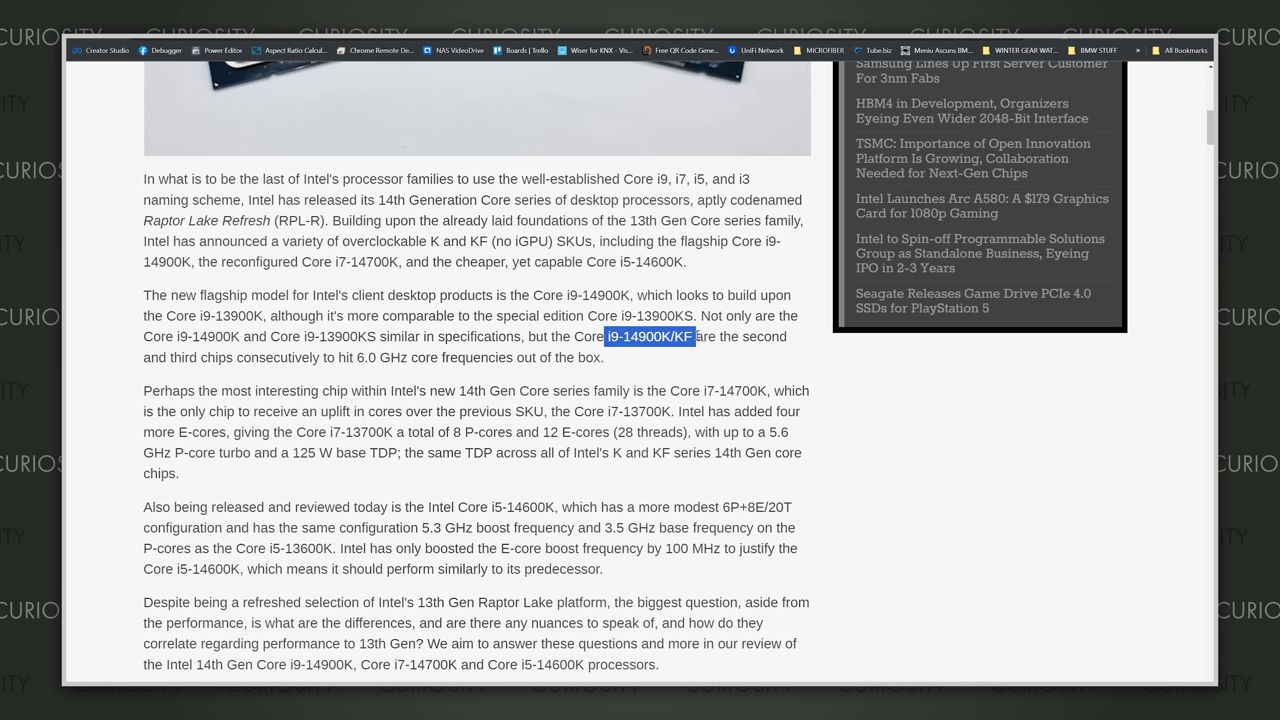 CURIOSITY CURIOSITY CURIOSITY CURIOSITY CURIOSITY CURIOSITY
Creator Studio Debugger Power Editor Aspect Ratio Calcul... Chrome Remote De... NAS VideoDrive Boards | Trello Wiser for KNX - Vis... Free QR Code Gene... UniFi Network MICROFIBER Tube.biz Meniu Ascuns BM... WINTER GEAR WAT... BMW STUFF » All Bookmarks
Samsung Lines Up First Server Customer
For 3nm Fabs
HBM4 in Development, Organizers
Eyeing Even Wider 2048-Bit Interface
TSMC: Importance of Open Innovation
Platform Is Growing, Collaboration
Needed for Next-Gen Chips
Intel Launches Arc A580: A $179 Graphics
Card for 1080p Gaming
Intel to Spin-off Programmable Solutions
Group as Standalone Business, Eyeing
IPO in 2-3 Years
Seagate Releases Game Drive PCIe 4.0
SSDs for PlayStation 5
In what is to be the last of Intel's processor families to use the well-established Core i9, i7, i5, and i3
naming scheme, Intel has released its 14th Generation Core series of desktop processors, aptly codenamed
Raptor Lake Refresh (RPL-R). Building upon the already laid foundations of the 13th Gen Core series family,
Intel has announced a variety of overclockable K and KF (no iGPU) SKUs, including the flagship Core i9-
14900K, the reconfigured Core i7-14700K, and the cheaper, yet capable Core i5-14600K.
The new flagship model for Intel's client desktop products is the Core i9-14900K, which looks to build upon
the Core i9-13900K, although it's more comparable to the special edition Core i9-13900KS. Not only are the
Core i9-14900K and Core i9-13900KS similar in specifications, but the Core i9-14900K/KF are the second
and third chips consecutively to hit 6.0 GHz core frequencies out of the box.
Perhaps the most interesting chip within Intel's new 14th Gen Core series family is the Core i7-14700K, which
is the only chip to receive an uplift in cores over the previous SKU, the Core i7-13700K. Intel has added four
more E-cores, giving the Core i7-13700K a total of 8 P-cores and 12 E-cores (28 threads), with up to a 5.6
GHz P-core turbo and a 125 W base TDP; the same TDP across all of Intel's K and KF series 14th Gen core
chips.
Also being released and reviewed today is the Intel Core i5-14600K, which has a more modest 6P+8E/20T
configuration and has the same configuration 5.3 GHz boost frequency and 3.5 GHz base frequency on the
P-cores as the Core i5-13600K. Intel has only boosted the E-core boost frequency by 100 MHz to justify the
Core i5-14600K, which means it should perform similarly to its predecessor.
Despite being a refreshed selection of Intel's 13th Gen Raptor Lake platform, the biggest question, aside from
the performance, is what are the differences, and are there any nuances to speak of, and how do they
correlate regarding performance to 13th Gen? We aim to answer these questions and more in our review of
the Intel 14th Gen Core i9-14900K, Core i7-14700K and Core i5-14600K processors.